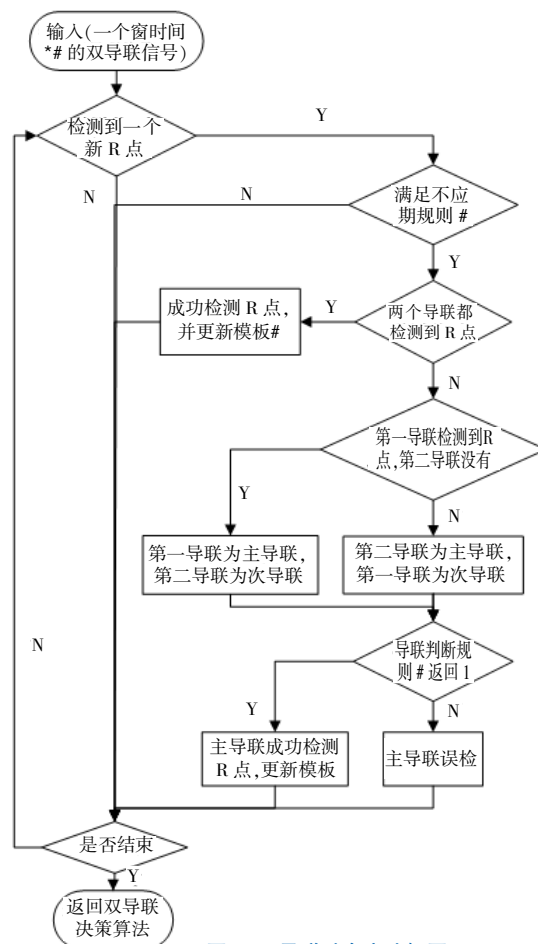 输入(一个窗时间
*#的双导联信号)
检测到一个
新 R 点
Y
N
N
满足不应
期规则 #
Y
成功检测 R 点,
并更新模板#
Y
两个导联都
检测到 R 点
N
第一导联检测到R
点,第二导联没有
Y
N
第一导联为主导联,
第二导联为次导联
第二导联为主导联,
第一导联为次导联
N
导联判断规
则 # 返回 1
Y
N
主导联成功检测
R 点,更新模板
主导联误检
是否结束
Y
返回双导联
决策算法